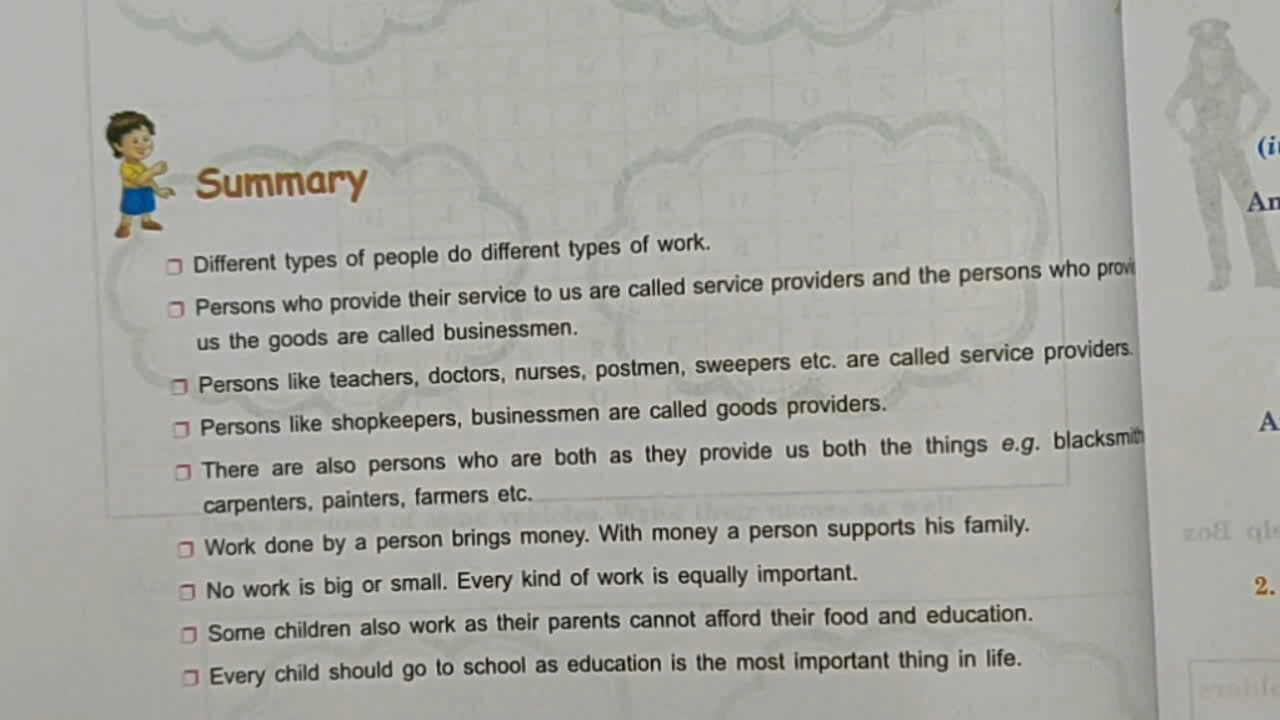 Summary
Different types of people do different types of work.
Persons who provide their service to us are called service providers and the persons who
us the goods are called businessmen.
Persons like teachers, doctors, nurses, postmen, sweepers etc. are called service providers.
Persons like shopkeepers, businessmen are called goods providers.
There are also persons who are both as they provide us both the things e.g. blacksmith
carpenters, painters, farmers etc.
Work done by a person brings money. With money a person supports his family.
No work is big or small. Every kind of work is equally important.
Some children also work as their parents cannot afford their food and education.
Every child should go to school as education is the most important thing in life.
2.